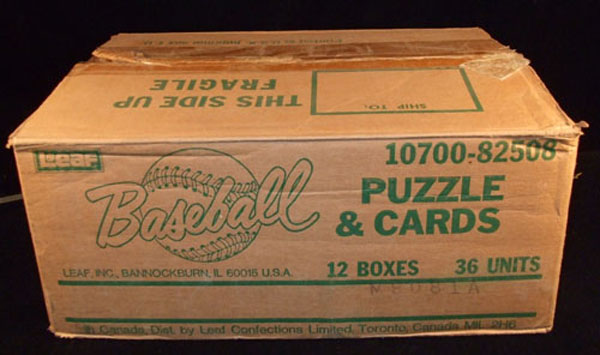 THIS SIDE UP
FRAGILE
SHIP TO:
Leaf
10700-82508
Baseball
PUZZLE
& CARDS
LEAF, INC., BANNOCKBURN, IL 60015 U.S.A.
12 BOXES 36 UNITS
In Canada, Dist. by Leaf Confections Limited, Toronto, Canada